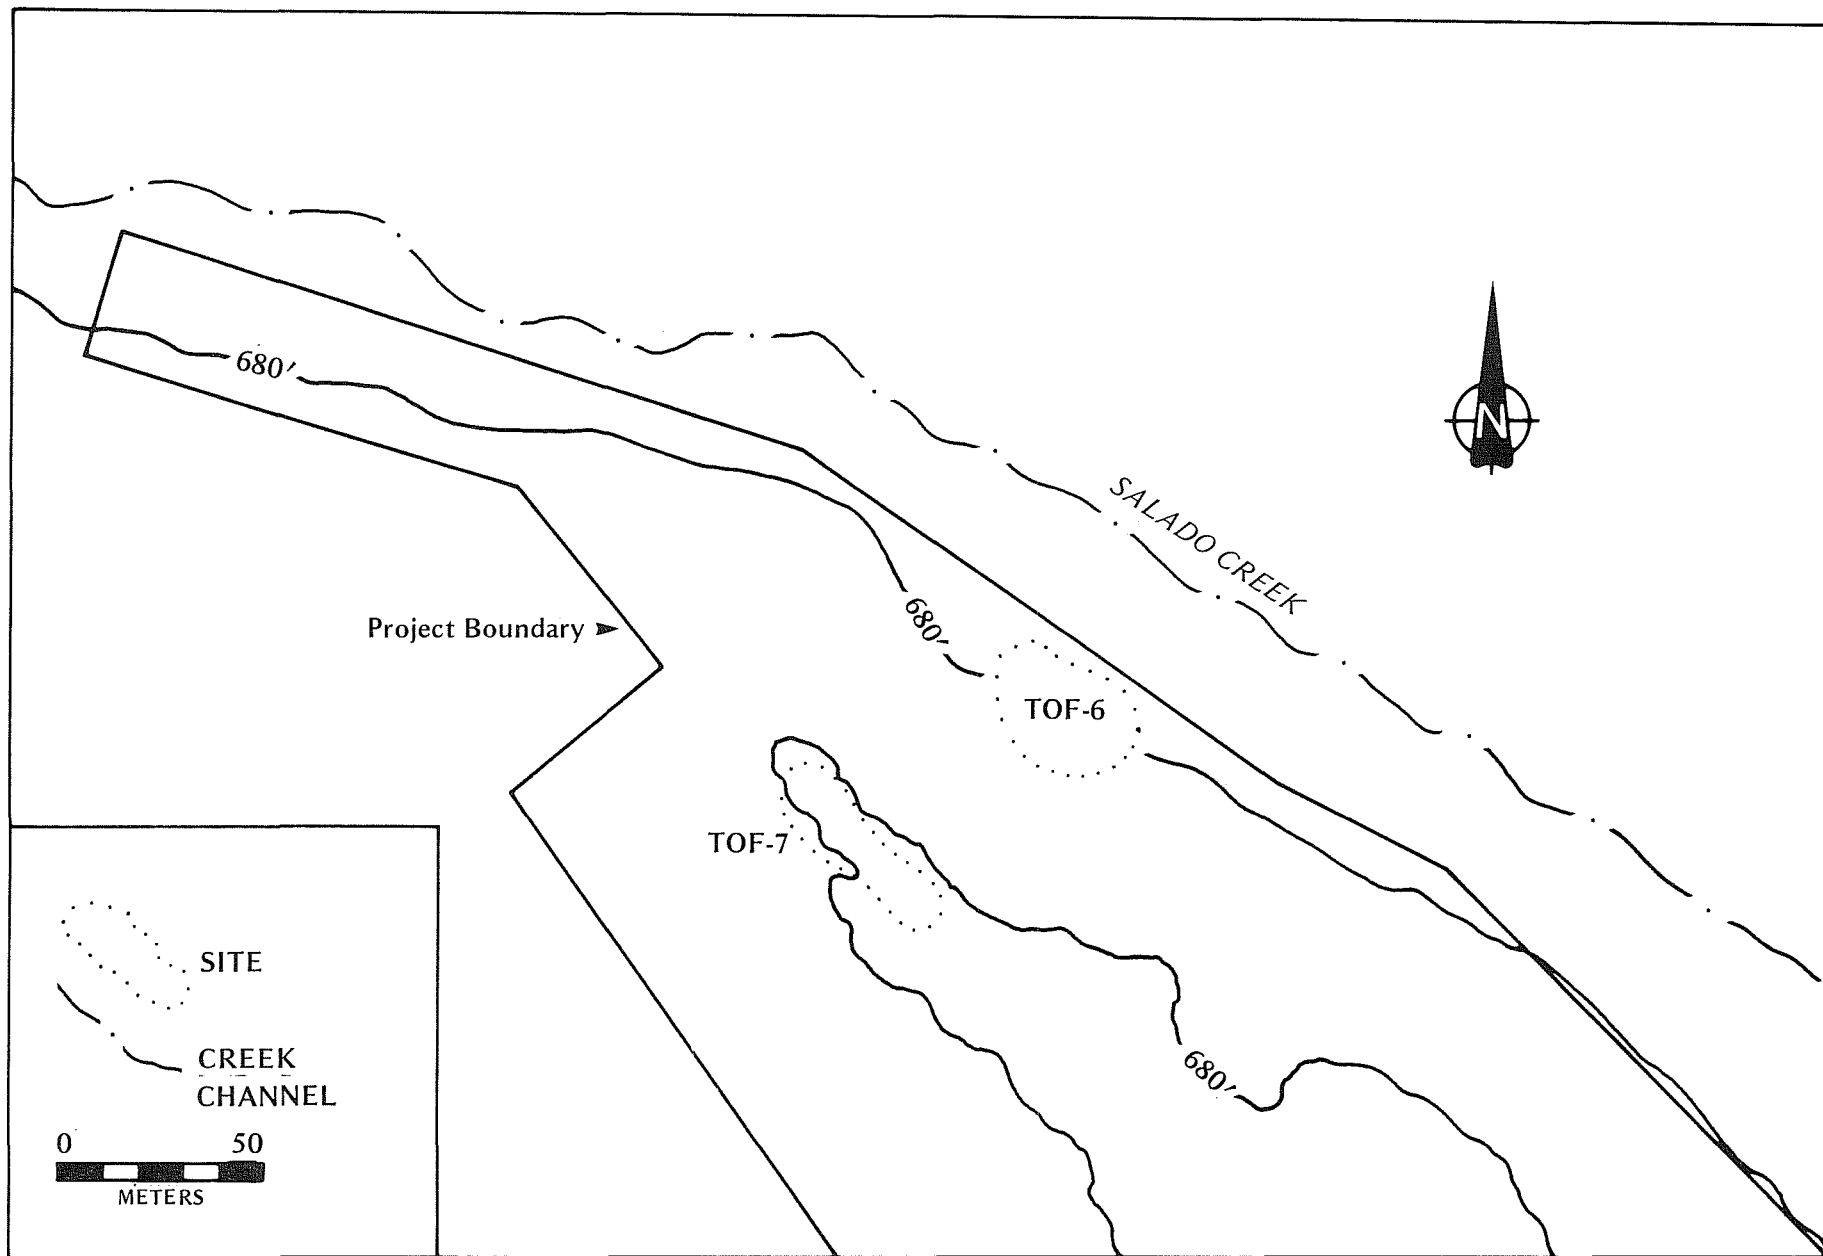 680'
N
SALADO CREEK
680'
Project Boundary
TOF-6
TOF-7
SITE
680'
CREEK
CHANNEL
0 50
METERS